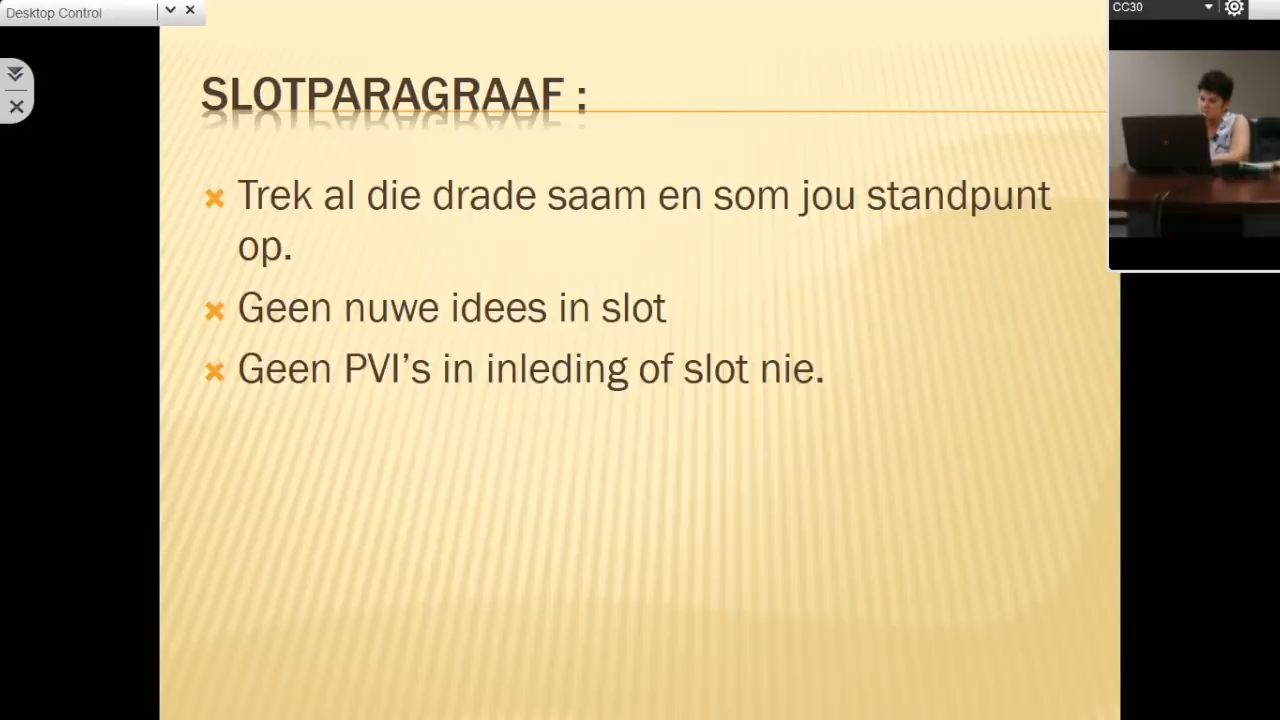 Desktop Control
CC30
SLOTPARAGRAAF :
Trek al die drade saam en som jou standpunt
op.
Geen nuwe idees in slot
Geen PVI’s in inleding of slot nie.